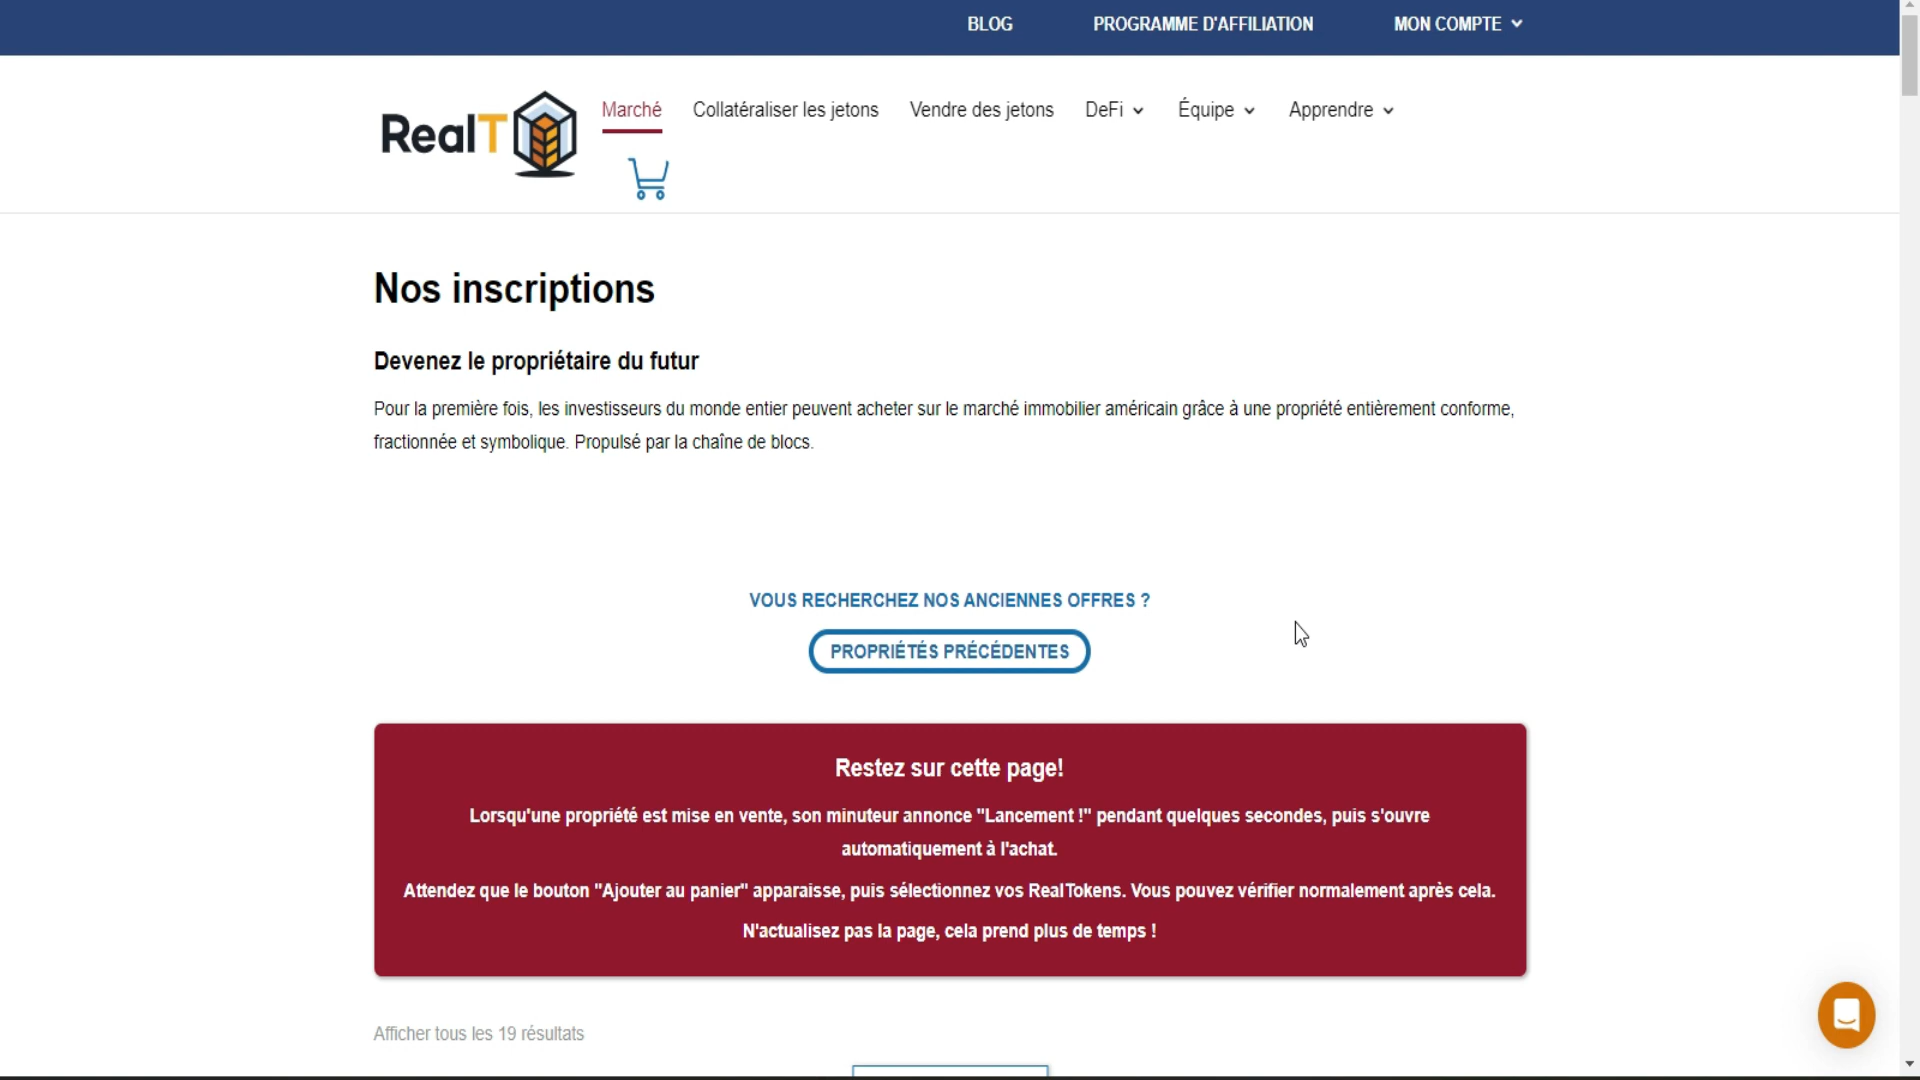 BLOG PROGRAMME D'AFFILIATION MON COMPTE
RealT Marché Collatéraliser les jetons Vendre des jetons DeFi Équipe Apprendre
Nos inscriptions
Devenez le propriétaire du futur
Pour la première fois, les investisseurs du monde entier peuvent acheter sur le marché immobilier américain grâce à une propriété entièrement conforme,
fractionnée et symbolique. Propulsé par la chaîne de blocs.
VOUS RECHERCHEZ NOS ANCIENNES OFFRES ?
PROPRIÉTÉS PRÉCÉDENTES
Restez sur cette page!
Lorsqu'une propriété est mise en vente, son minuteur annonce "Lancement !" pendant quelques secondes, puis s'ouvre
automatiquement à l'achat.
Attendez que le bouton "Ajouter au panier" apparaisse, puis sélectionnez vos RealTokens. Vous pouvez vérifier normalement après cela.
N'actualisez pas la page, cela prend plus de temps !
Afficher tous les 19 résultats